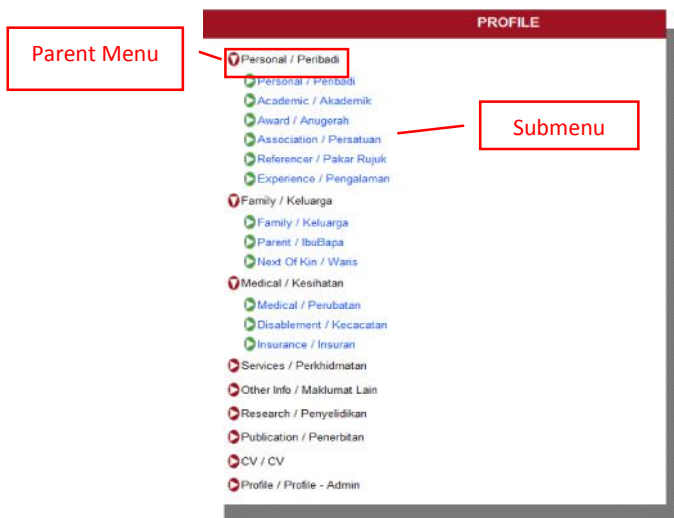 PROFILE
Parent Menu
Personal / Peribadi
Personal / Peribadi
Academic / Akademik
Award / Anugerah
Association / Persatuan
Submenu
Referencer / Pakar Rujuk
Experience / Pengalaman
Family / Keluarga
Family / Keluarga
Parent / IbuBapa
Next Of Kin / Waris
Medical / Kesihatan
Medical / Perubatan
Disablement / Kecacatan
Insurance / Insuran
Services / Perkhidmatan
Other Info / Maklumat Lain
Research / Penyelidikan
Publication / Penerbitan
CV / CV
Profile / Profile - Admin